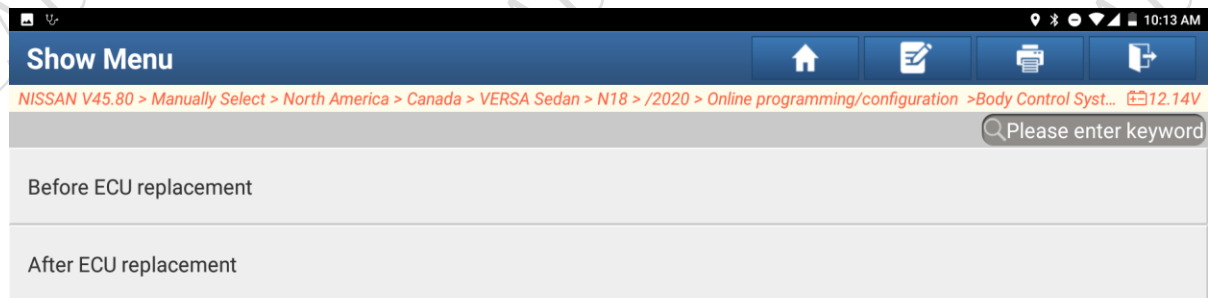 10:13 AM
Show Menu
NISSAN V45.80 > Manually Select > North America > Canada > VERSA Sedan > N18 > /2020 > Online programming/configuration >Body Control Syst... 12.14V
Please enter keyword
Before ECU replacement
After ECU replacement